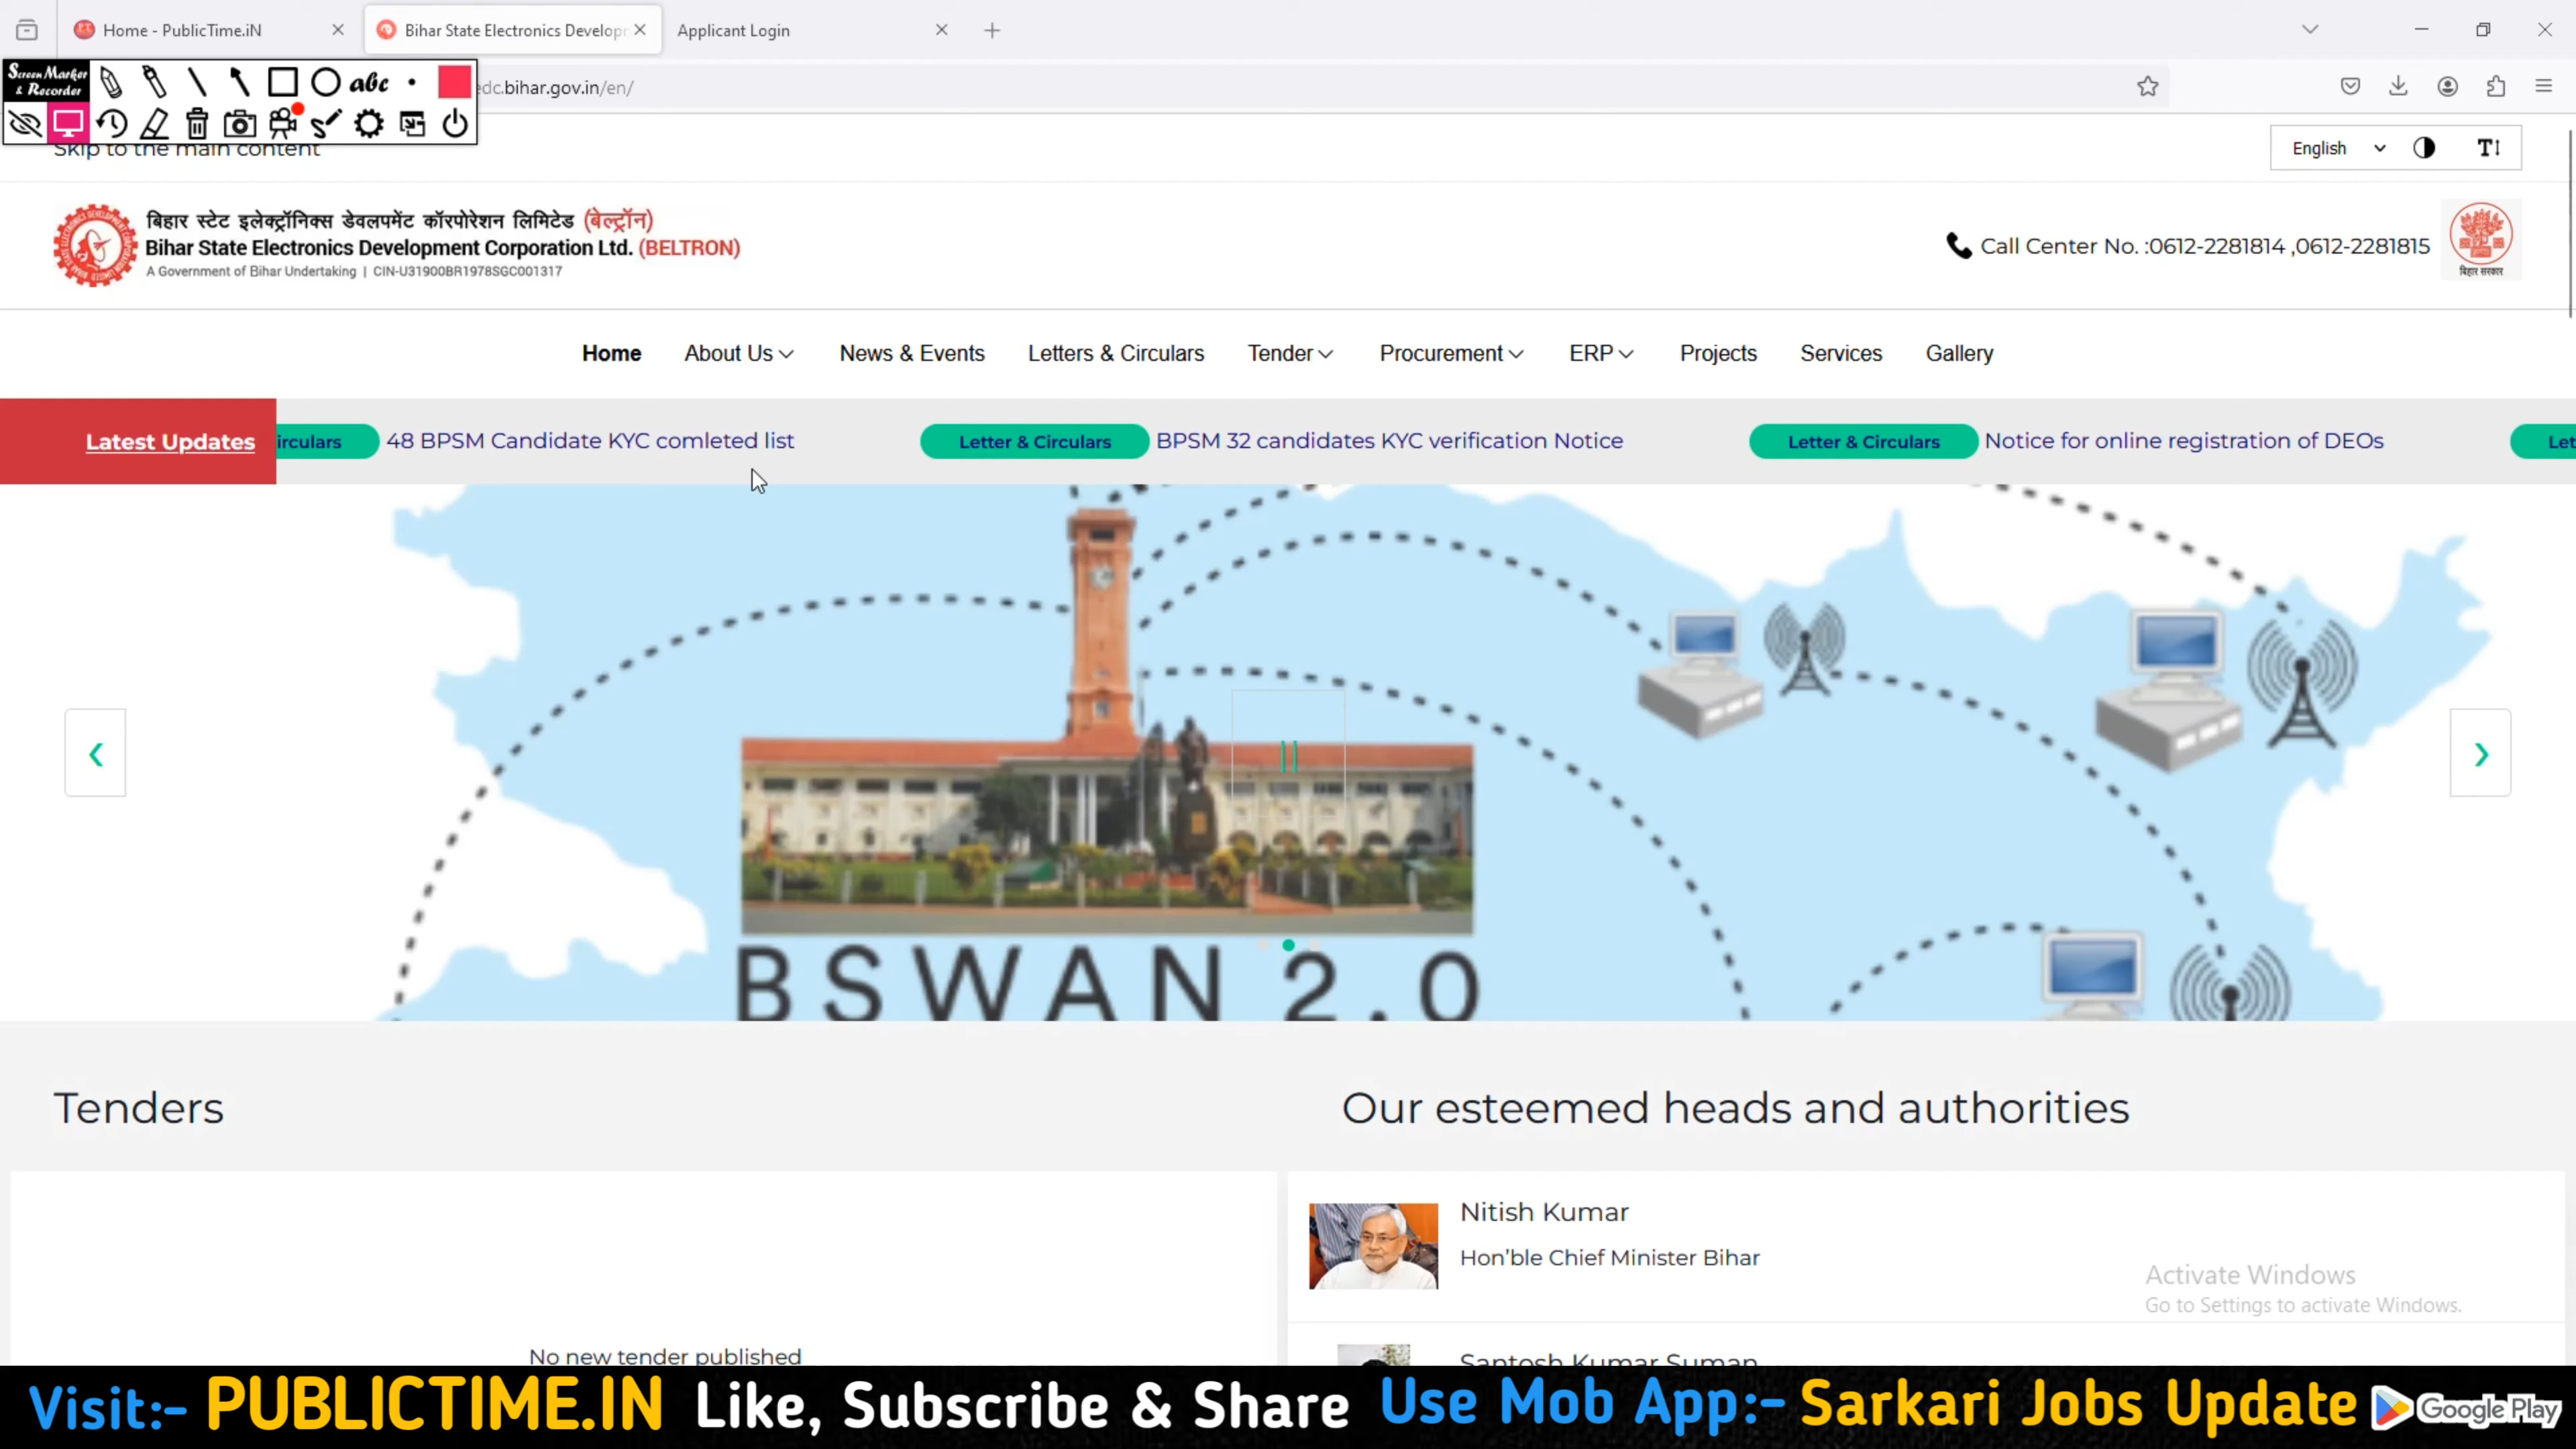 Home - PublicTime.iN
Bihar State Electronics Develop
Applicant Login
Screen Marker
& Recorder
abc
edc.bihar.gov.in/en/
Skip to the main content
English
बिहार स्टेट इलेक्ट्रॉनिक्स डेवलपमेंट कॉरपोरेशन लिमिटेड (बेल्ट्रॉन)
Bihar State Electronics Development Corporation Ltd. (BELTRON)
A Government of Bihar Undertaking | CIN-U31900BR1978SGC001317
Call Center No. :0612-2281814 ,0612-2281815
बिहार सरकार
Home About Us News & Events Letters & Circulars Tender Procurement ERP Projects Services Gallery
Latest Updates
irculars 48 BPSM Candidate KYC comleted list
Letter & Circulars BPSM 32 candidates KYC verification Notice
Letter & Circulars Notice for online registration of DEOs
Let
BSWAN 2.0
Tenders
Our esteemed heads and authorities
No new tender published
Nitish Kumar
Hon'ble Chief Minister Bihar
Santosh Kumar Suman
Activate Windows
Go to Settings to activate Windows.
Visit:- PUBLICTIME.IN Like, Subscribe & Share Use Mob App:- Sarkari Jobs Update Google Play